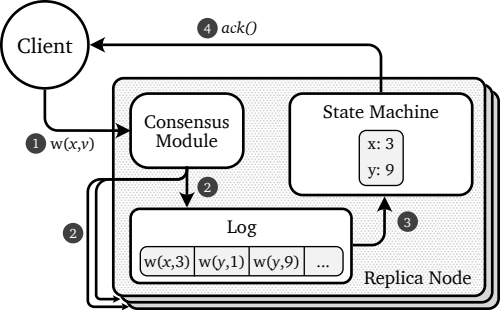 4 ack()
Client
State Machine
x: 3
y: 9
Consensus
Module
1 w(x,v)
2
2
3
Log
w(x,3) w(y,1) w(y,9) ...
Replica Node